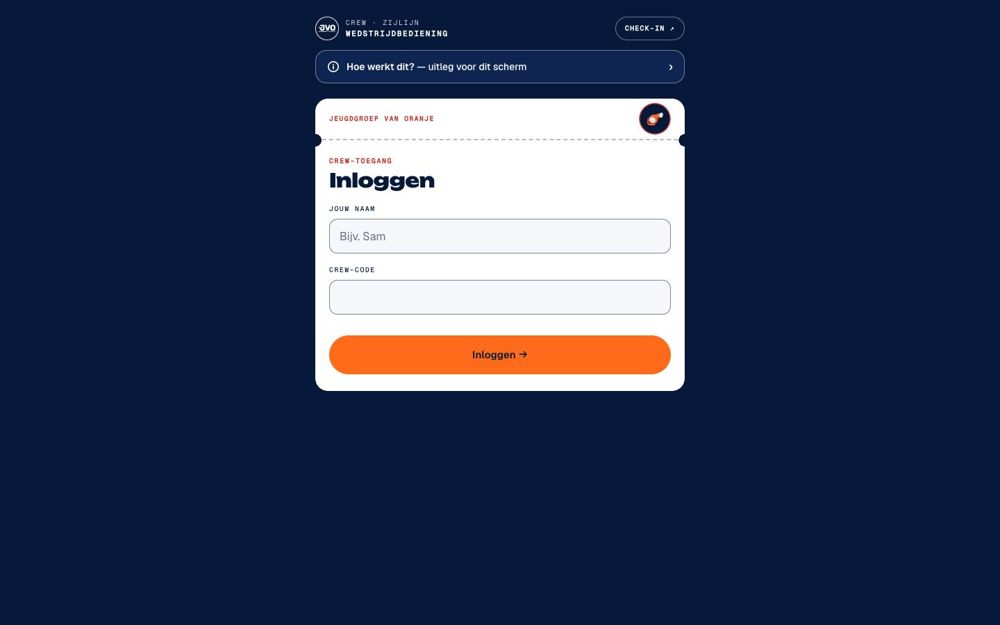 JVO
CREW · ZIJLIJN
WEDSTRIJDBEDIENING
CHECK-IN ↗
Hoe werkt dit? — uitleg voor dit scherm
JEUGDGROEP VAN ORANJE
CREW-TOEGANG
Inloggen
JOUW NAAM
Bijv. Sam
CREW-CODE
Inloggen →